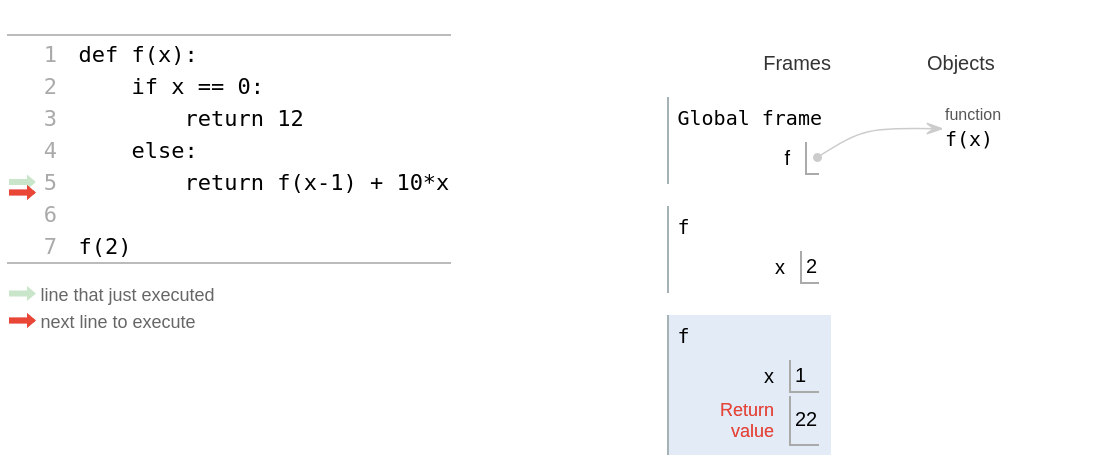 1 def f(x):
2     if x == 0:
3         return 12
4     else:
5         return f(x-1) + 10*x
6
7 f(2)
line that just executed
next line to execute
Frames
Objects
Global frame
f
function
f(x)
f
x 2
f
x 1
Return
value 22